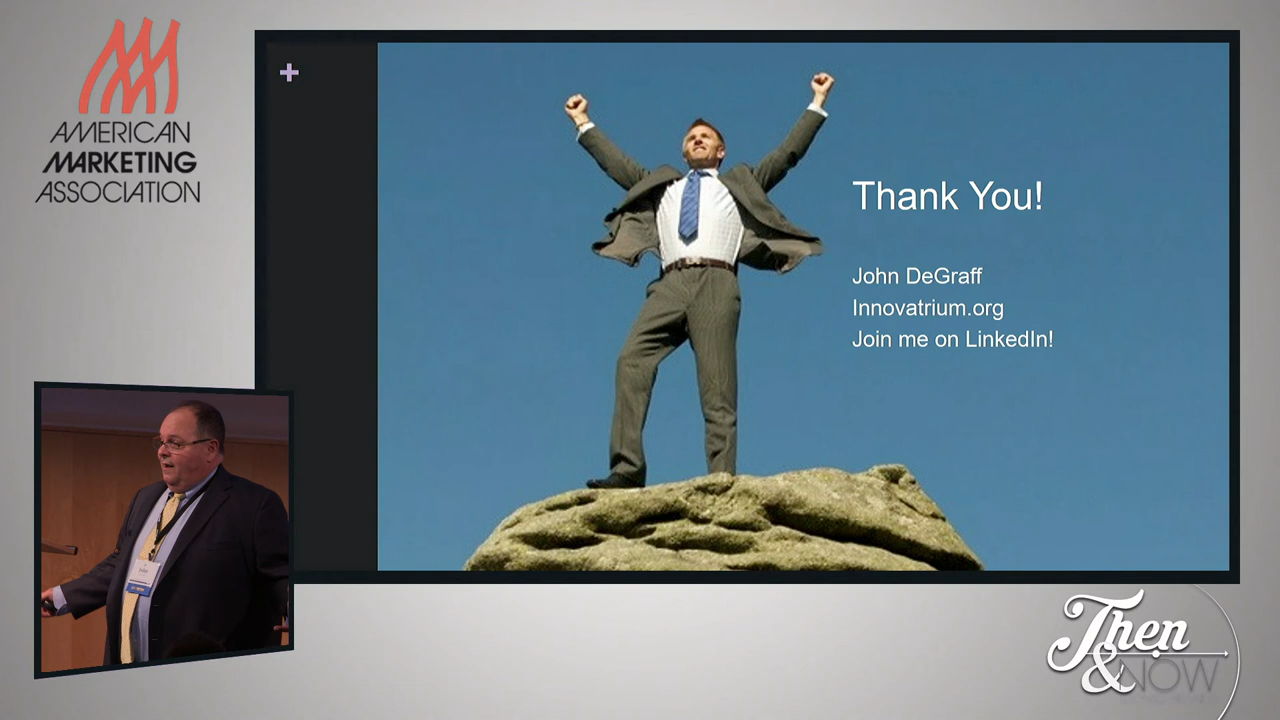 AMERICAN
MARKETING
ASSOCIATION
Thank You!
John DeGraff
Innovatrium.org
Join me on LinkedIn!
Then
& NOW